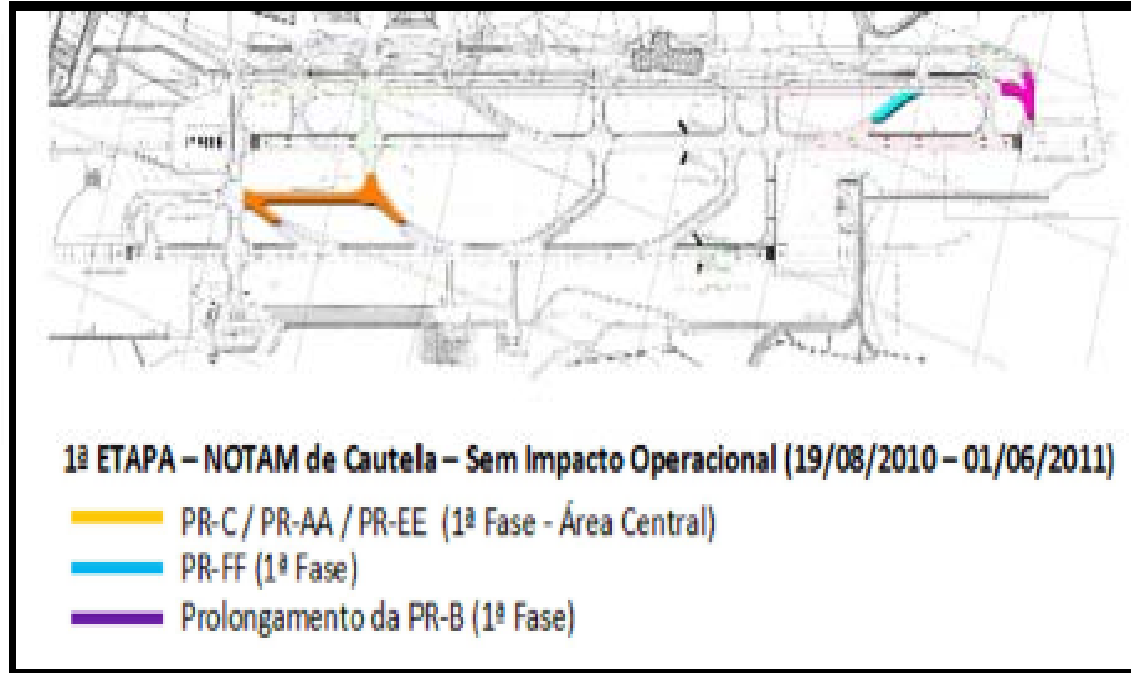 1ª ETAPA – NOTAM de Cautela – Sem Impacto Operacional (19/08/2010 – 01/06/2011)
PR-C / PR-AA / PR-EE (1ª Fase - Área Central)
PR-FF (1ª Fase)
Prolongamento da PR-B (1ª Fase)